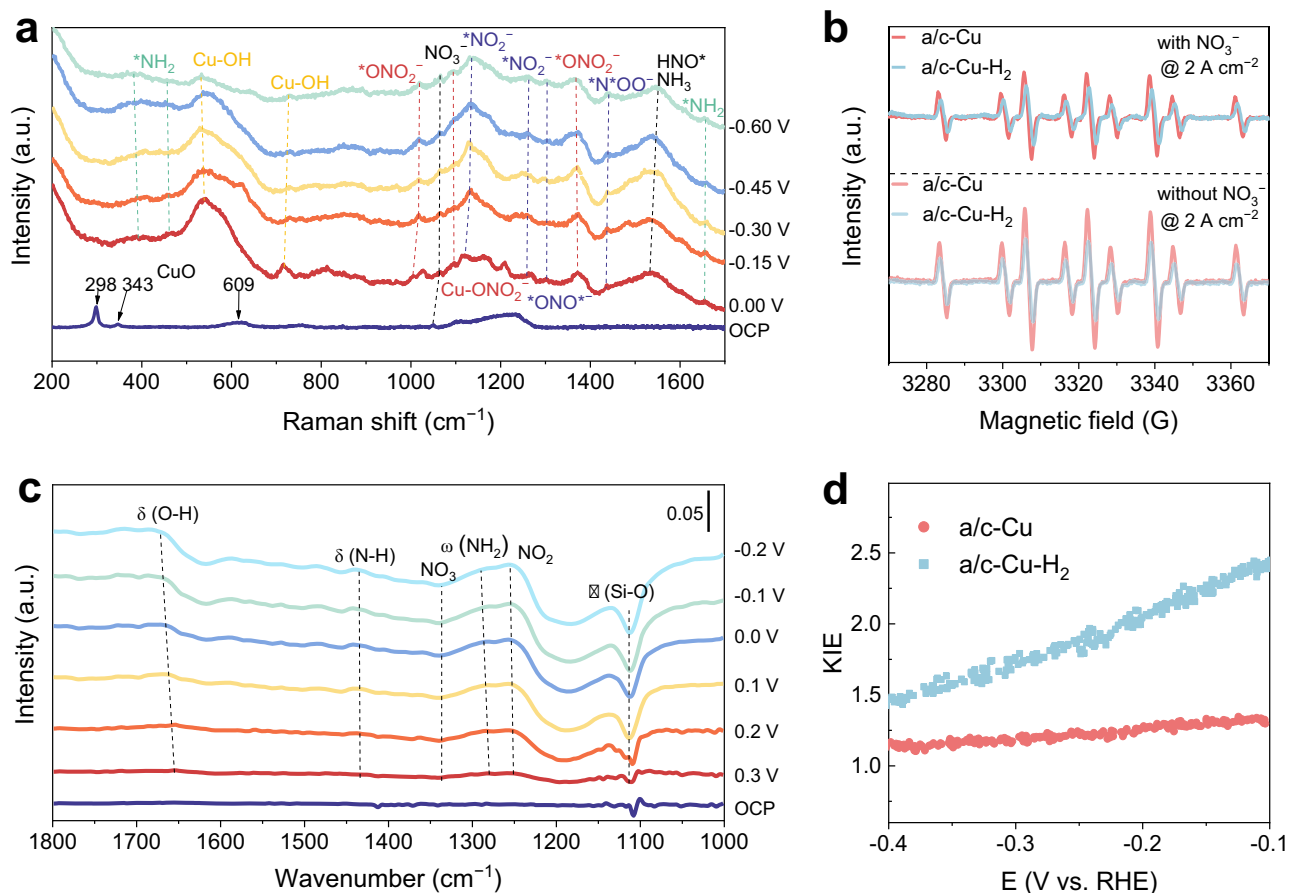 a
*NH₂
Cu-OH
Cu-OH
*ONO₂⁻
NO₃⁻
*NO₂⁻
*NO₂⁻
*ONO₂⁻
*N*OO⁻
HNO*
NH₃
*NH₂
-0.60 V
-0.45 V
-0.30 V
-0.15 V
0.00 V
OCP
298 343
CuO
609
Cu-ONO₂⁻
*ONO*⁻
Intensity (a.u.)
200 400 600 800 1000 1200 1400 1600
Raman shift (cm⁻¹)
b
a/c-Cu
a/c-Cu-H₂
with NO₃⁻
@ 2 A cm⁻²
a/c-Cu
a/c-Cu-H₂
without NO₃⁻
@ 2 A cm⁻²
Intensity (a.u.)
3280 3300 3320 3340 3360
Magnetic field (G)
c
δ (O-H)
δ (N-H)
NO₃
ω (NH₂)
NO₂
(Si-O)
0.05
-0.2 V
-0.1 V
0.0 V
0.1 V
0.2 V
0.3 V
OCP
Intensity (a.u.)
1800 1700 1600 1500 1400 1300 1200 1100 1000
Wavenumber (cm⁻¹)
d
a/c-Cu
a/c-Cu-H₂
KIE
2.5
2.0
1.5
1.0
-0.4 -0.3 -0.2 -0.1
E (V vs. RHE)